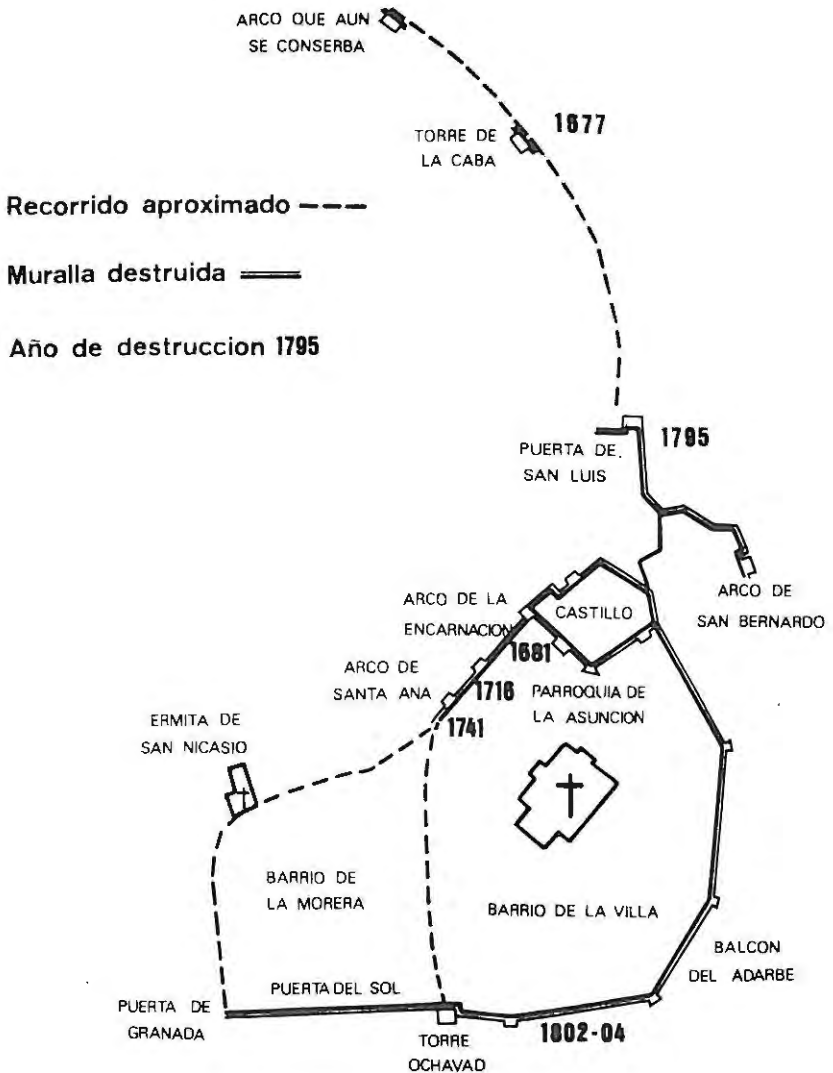 ARCO QUE AUN
SE CONSERBA
TORRE DE
LA CABA
1677
Recorrido aproximado
Muralla destruida
Año de destruccion 1795
PUERTA DE.
SAN LUIS
1795
ARCO DE
SAN BERNARDO
ARCO DE LA
ENCARNACION
CASTILLO
1681
ARCO DE
SANTA ANA
1716
1741
PARROQUIA DE
LA ASUNCION
ERMITA DE
SAN NICASIO
BARRIO DE
LA MORERA
BARRIO DE LA VILLA
BALCON
DEL ADARBE
PUERTA DEL SOL
PUERTA DE
GRANADA
TORRE
OCHAVAD
1802-04